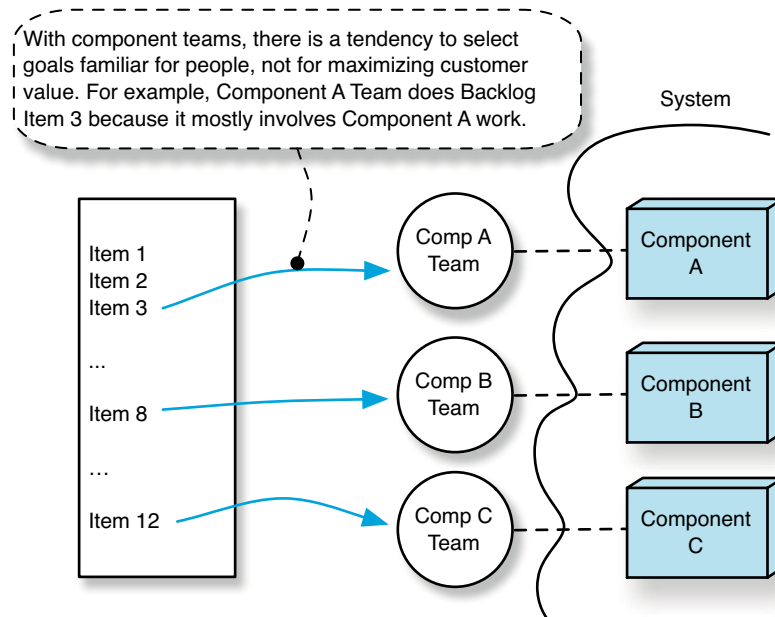 With component teams, there is a tendency to select
goals familiar for people, not for maximizing customer
value. For example, Component A Team does Backlog
Item 3 because it mostly involves Component A work.
System
Item 1
Item 2
Item 3
...
Item 8
...
Item 12
Comp A
Team
Comp B
Team
Comp C
Team
Component
A
Component
B
Component
C